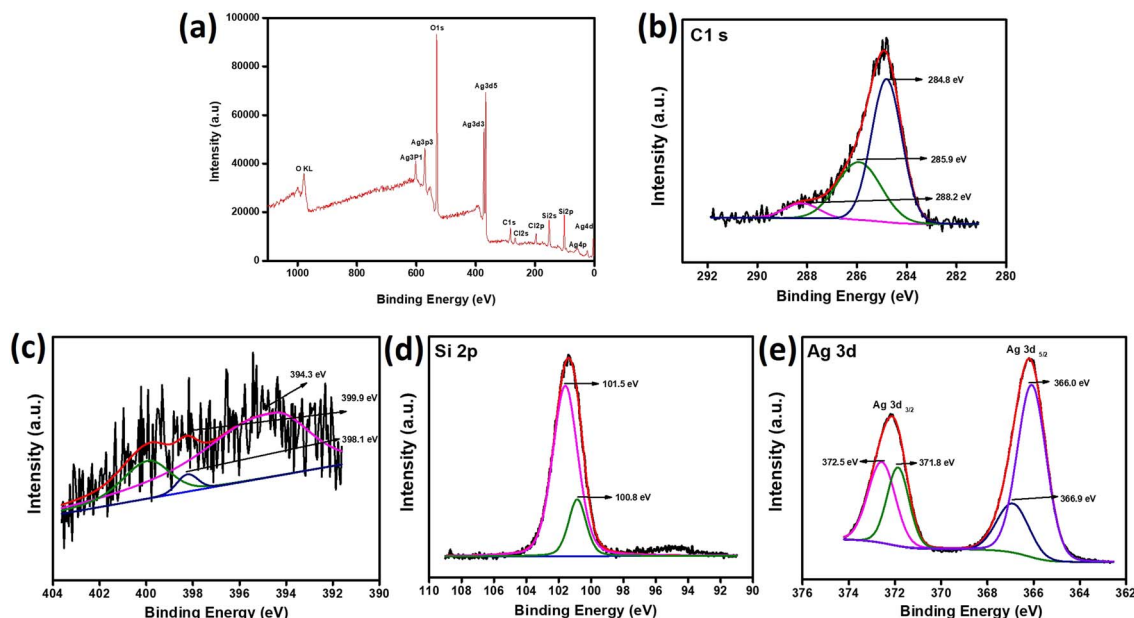 (a)
100000
80000
60000
40000
20000
0
Intensity (a.u)
O KL
Ag3P1
Ag3p3
O1s
Ag3d3
Ag3d5
C1s
Cl2s
Cl2p
Si2s
Si2p
Ag4p
Ag4d
1000 800 600 400 200 0
Binding Energy (eV)
(b)
C1 s
Intensity (a.u.)
284.8 eV
285.9 eV
288.2 eV
292 290 288 286 284 282 280
Binding Energy (eV)
(c)
Intensity (a.u.)
394.3 eV
399.9 eV
398.1 eV
404 402 400 398 396 394 392 390
Binding Energy (eV)
(d)
Si 2p
Intensity (a.u.)
101.5 eV
100.8 eV
110 108 106 104 102 100 98 96 94 92 90
Binding Energy (eV)
(e)
Ag 3d
Intensity (a.u.)
Ag 3d 5/2
366.0 eV
Ag 3d 3/2
372.5 eV
371.8 eV
366.9 eV
376 374 372 370 368 366 364 362
Binding Energy (eV)